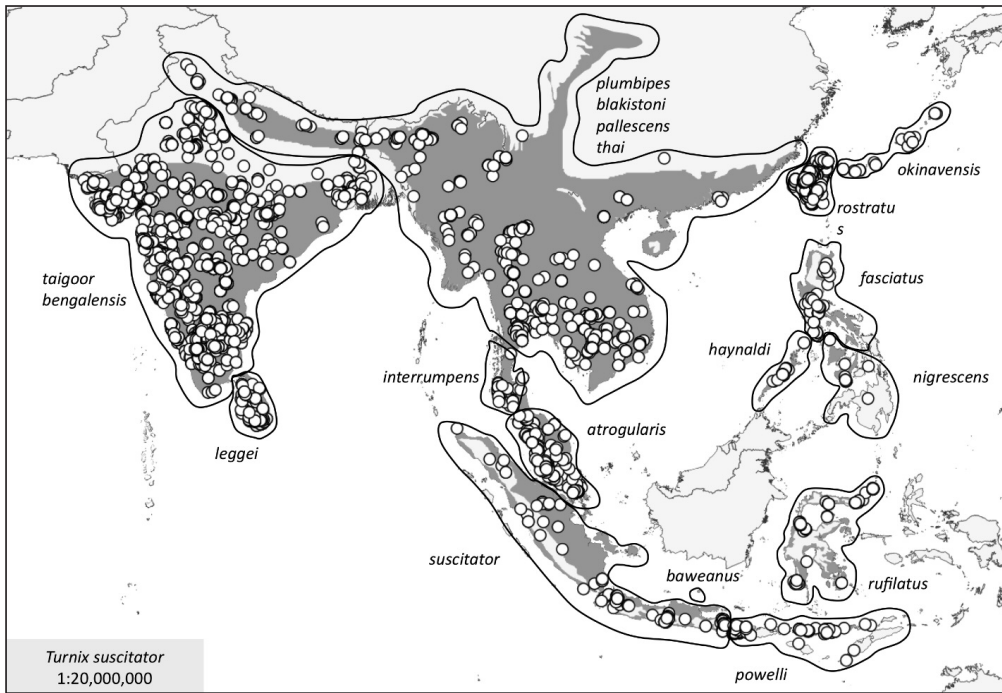 plumbipes
blakistoni
pallescens
thai
okinavensis
rostratu
s
taigoor
bengalensis
fasciatus
haynaldi
interrumpens
nigrescens
atrogularis
leggei
suscitator
baweanus
rufilatus
powelli
Turnix suscitator
1:20,000,000